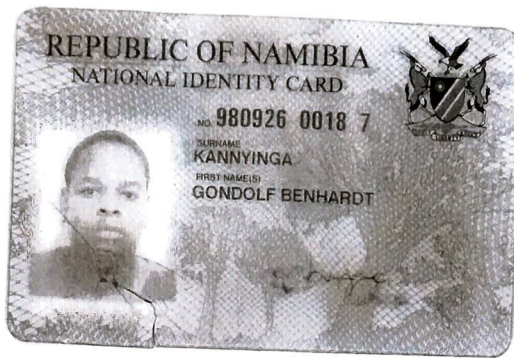 REPUBLIC OF NAMIBIA
NATIONAL IDENTITY CARD
NO. 980926 0018 7
SURNAME
KANNYINGA
FIRST NAME(S)
GONDOLF BENHARDT